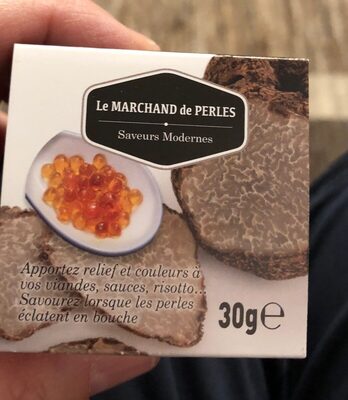 Le MARCHAND de PERLES
Saveurs Modernes
Apportez relief et couleurs à
vos viandes, sauces, risotto...
Savourez lorsque les perles
éclatent en bouche
30g℮